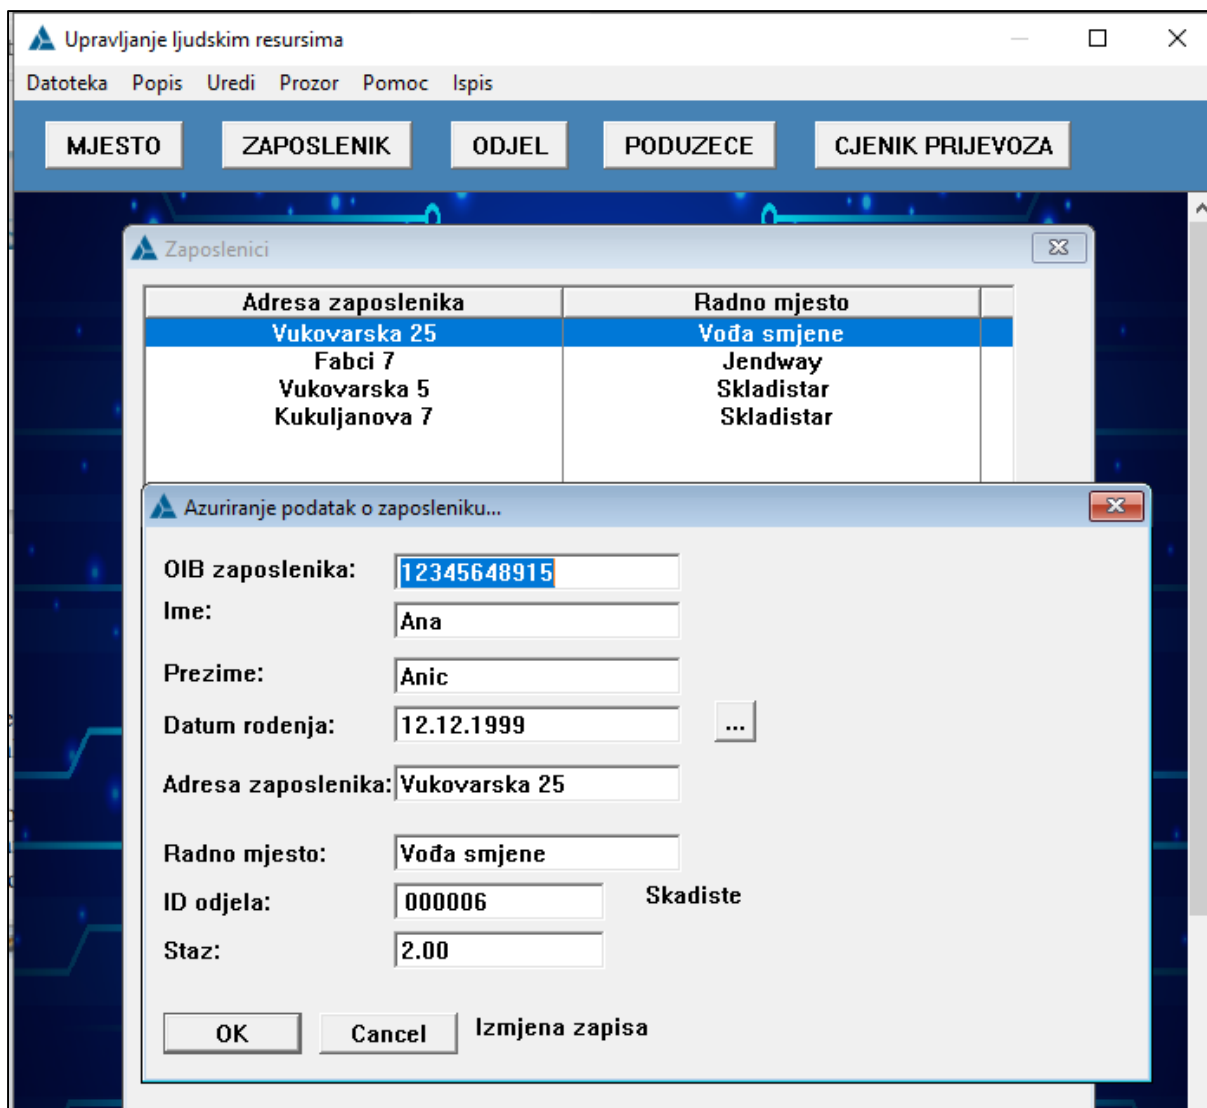 Upravljanje ljudskim resursima
Datoteka Popis Uredi Prozor Pomoc Ispis
MJESTO ZAPOSLENIK ODJEL PODUZECE CJENIK PRIJEVOZA
Zaposlenici
Adresa zaposlenika Radno mjesto
Vukovarska 25 Vođa smjene
Fabci 7 Jendway
Vukovarska 5 Skladistar
Kukuljanova 7 Skladistar
Azuriranje podatak o zaposleniku...
OIB zaposlenika: 12345648915
Ime: Ana
Prezime: Anic
Datum rodenja: 12.12.1999 ...
Adresa zaposlenika: Vukovarska 25
Radno mjesto: Vođa smjene
ID odjela: 000006 Skadiste
Staz: 2.00
OK Cancel Izmjena zapisa